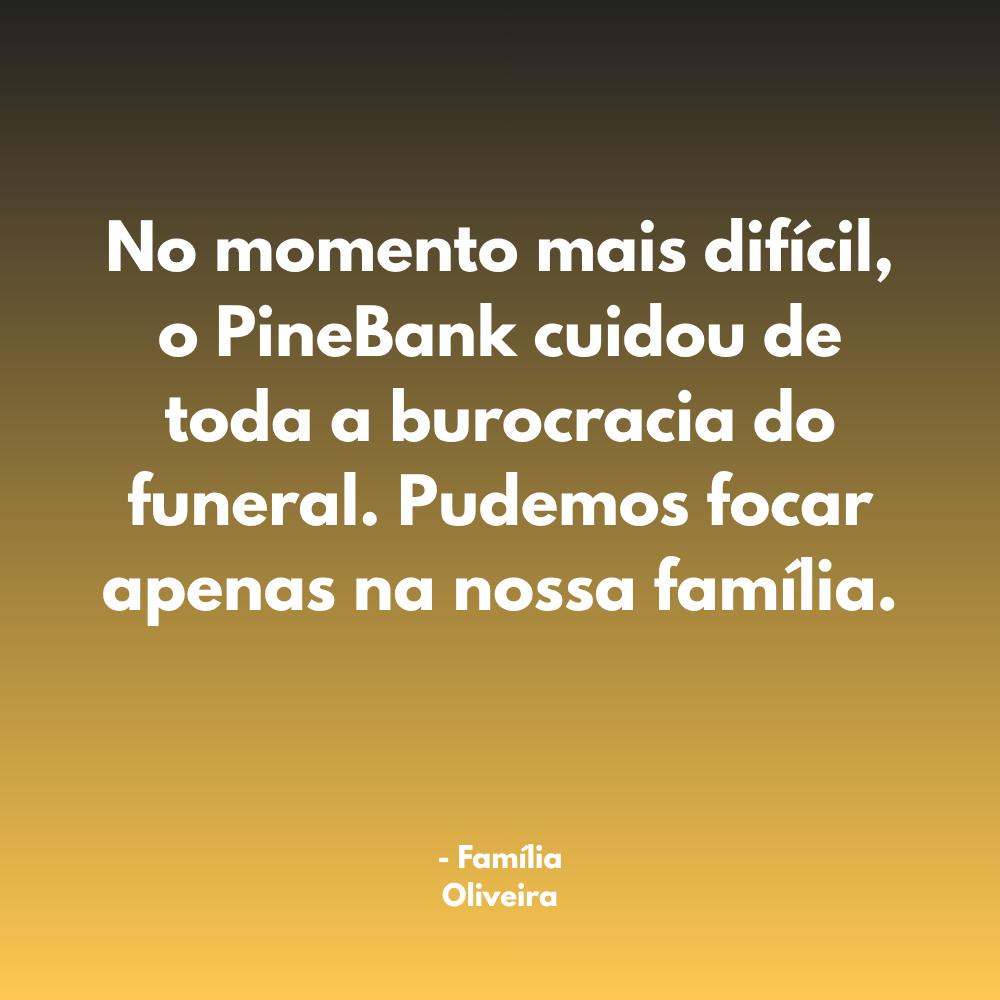 No momento mais difícil,
o PineBank cuidou de
toda a burocracia do
funeral. Pudemos focar
apenas na nossa família.
- Família
Oliveira